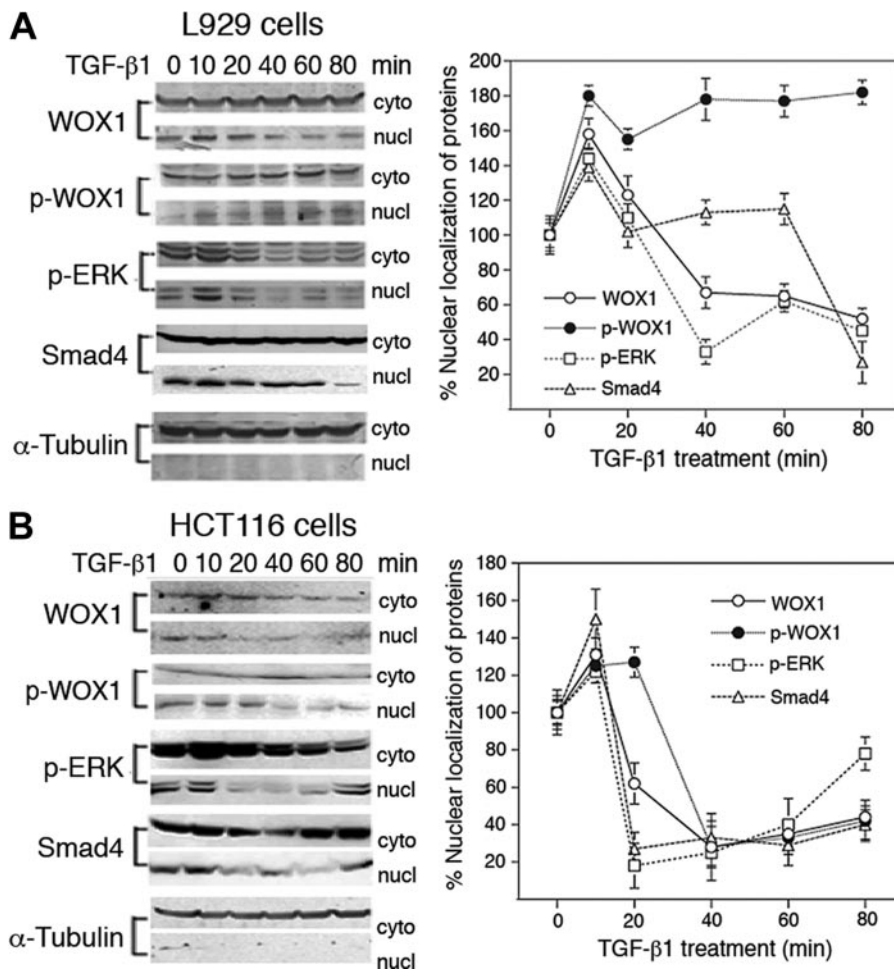 A
L929 cells
TGF-β1 0 10 20 40 60 80 min
WOX1
cyto
nucl
p-WOX1
cyto
nucl
p-ERK
cyto
nucl
Smad4
cyto
nucl
α-Tubulin
cyto
nucl
% Nuclear localization of proteins
200
180
160
140
120
100
80
60
40
20
WOX1
p-WOX1
p-ERK
Smad4
0 20 40 60 80
TGF-β1 treatment (min)
B
HCT116 cells
TGF-β1 0 10 20 40 60 80 min
WOX1
cyto
nucl
p-WOX1
cyto
nucl
p-ERK
cyto
nucl
Smad4
cyto
nucl
α-Tubulin
cyto
nucl
% Nuclear localization of proteins
180
160
140
120
100
80
60
40
20
WOX1
p-WOX1
p-ERK
Smad4
0 20 40 60 80
TGF-β1 treatment (min)